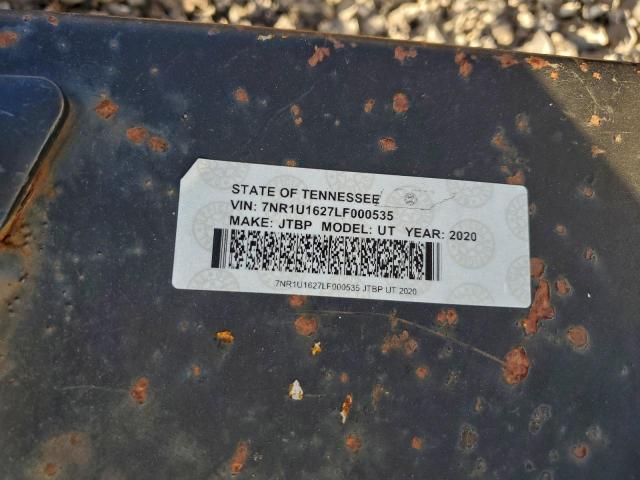 STATE OF TENNESSEE
VIN: 7NR1U1627LF000535
MAKE: JTBP MODEL: UT YEAR: 2020
7NR1U1627LF000535 JTBP UT 2020